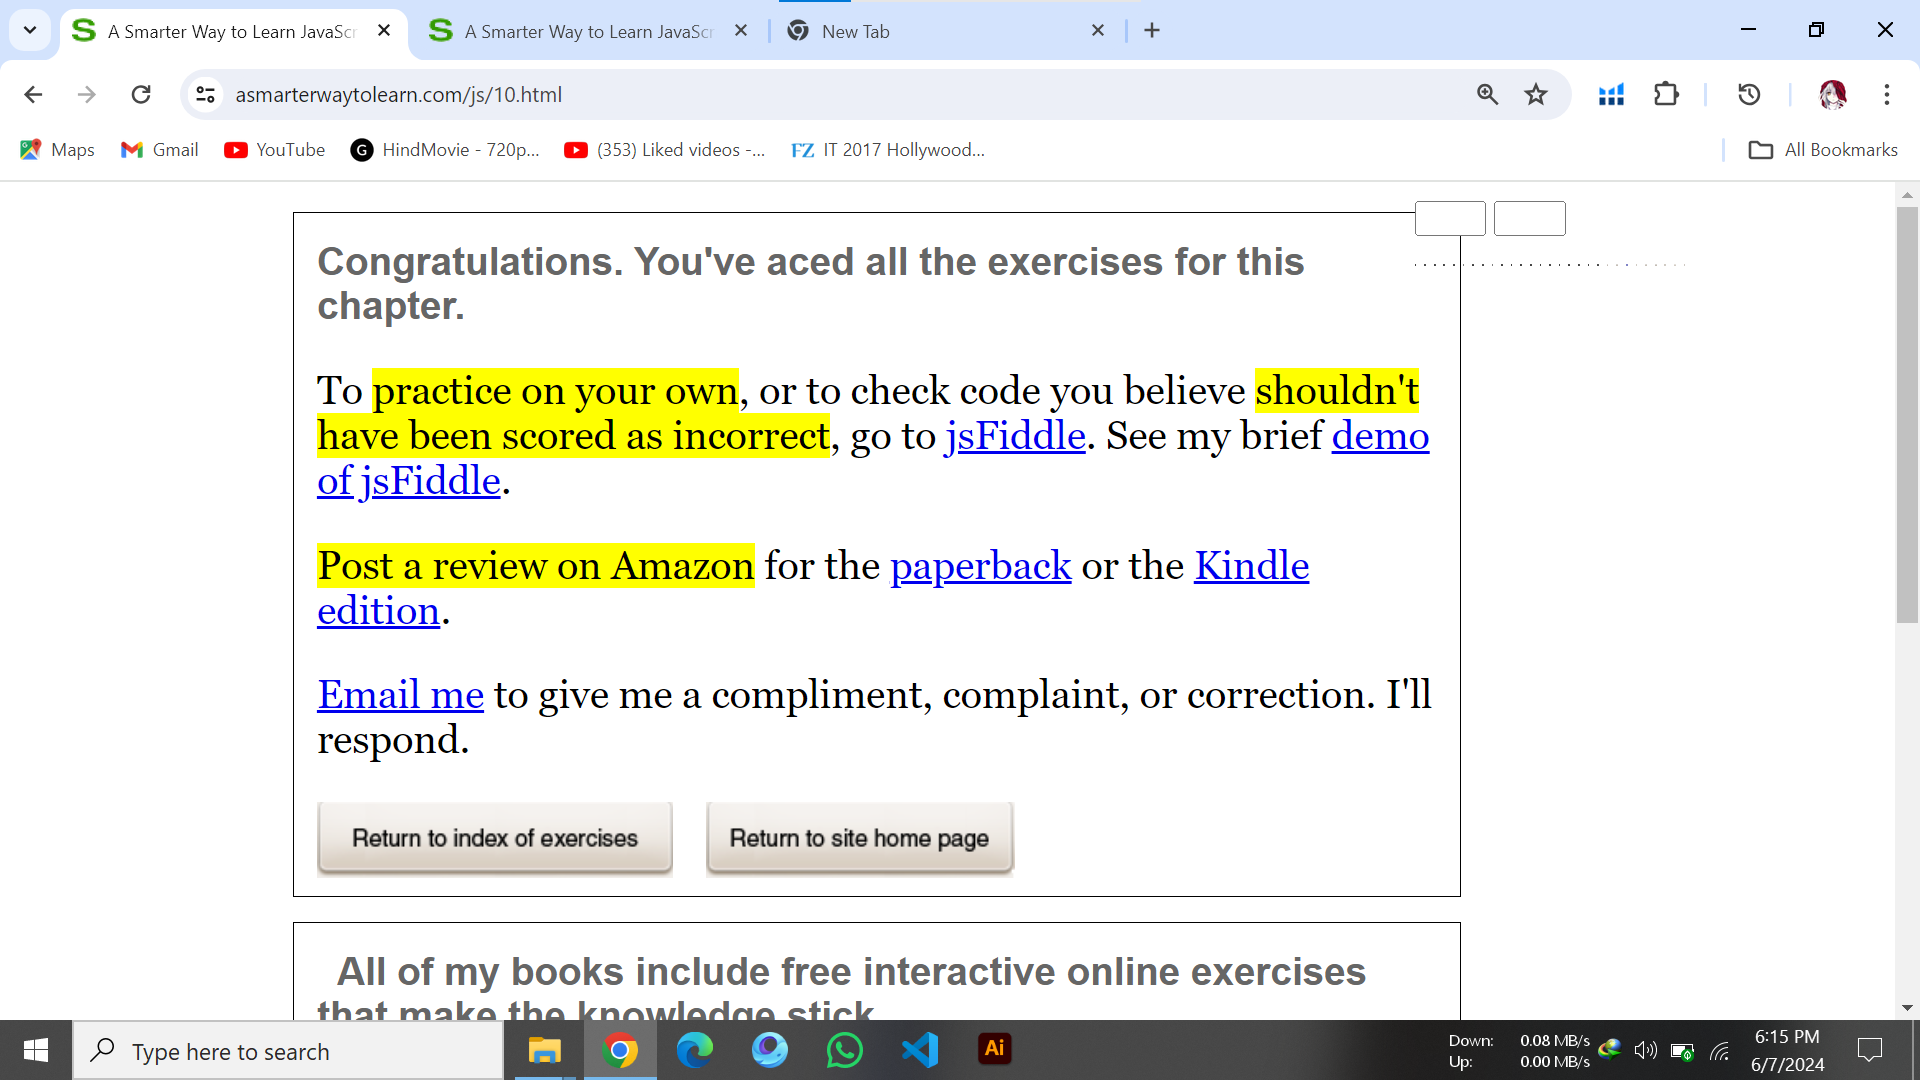 A Smarter Way to Learn JavaScr
A Smarter Way to Learn JavaScr
New Tab
asmarterwaytolearn.com/js/10.html
Maps
Gmail
YouTube
G
HindMovie - 720p...
(353) Liked videos -...
FZ
IT 2017 Hollywood...
All Bookmarks
Congratulations. You've aced all the exercises for this
chapter.
To practice on your own, or to check code you believe shouldn't
have been scored as incorrect, go to jsFiddle. See my brief demo
of jsFiddle.
Post a review on Amazon for the paperback or the Kindle
edition.
Email me to give me a compliment, complaint, or correction. I'll
respond.
Return to index of exercises
Return to site home page
All of my books include free interactive online exercises
that make the knowledge stick
Type here to search
Ai
Down: 0.08 MB/s
Up: 0.00 MB/s
6:15 PM
6/7/2024